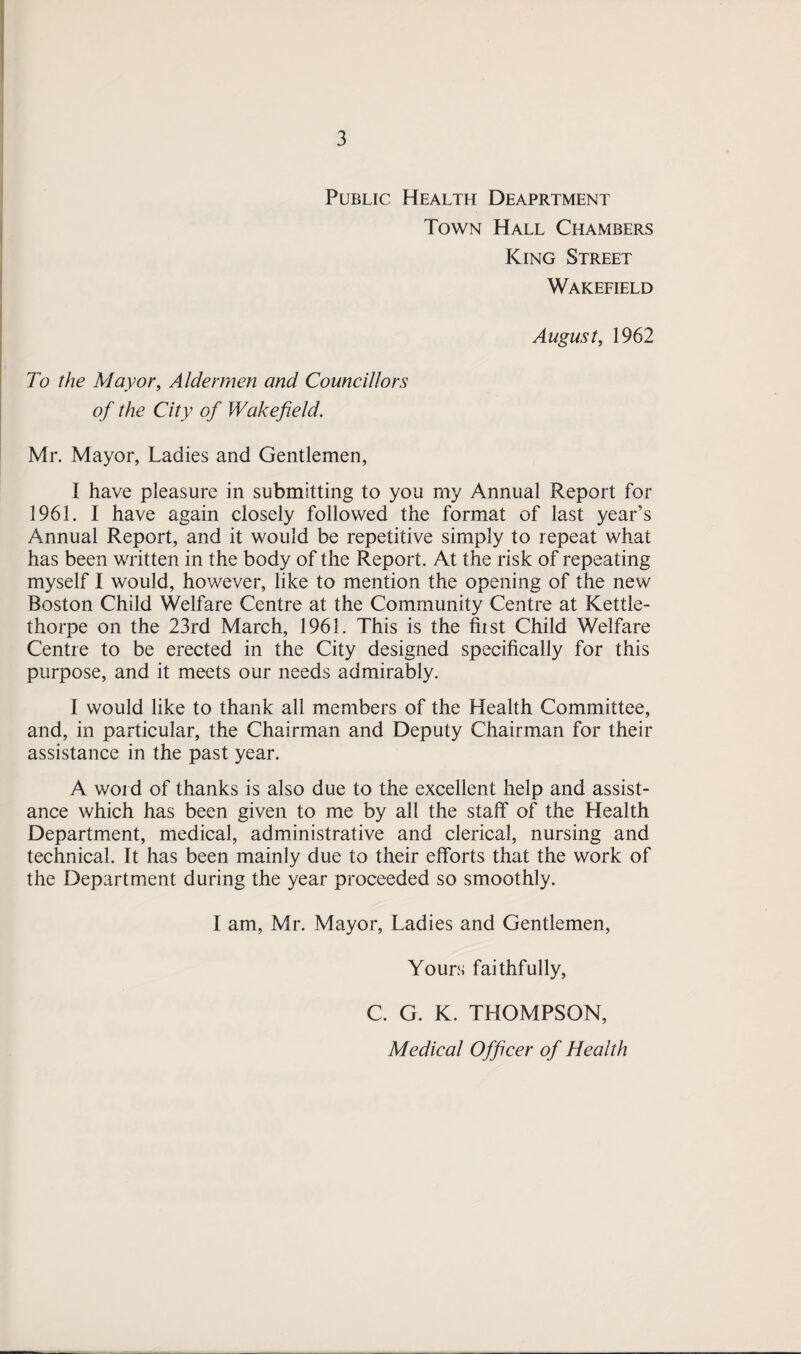 3
Public Health Deaprtment
Town Hall Chambers
King Street
Wakefield
August, 1962
To the Mayor, Aldermen and Councillors
of the City of Wakefield.
Mr. Mayor, Ladies and Gentlemen,
I have pleasure in submitting to you my Annual Report for
1961. I have again closely followed the format of last year's
Annual Report, and it would be repetitive simply to repeat what
has been written in the body of the Report. At the risk of repeating
myself I would, however, like to mention the opening of the new
Boston Child Welfare Centre at the Community Centre at Kettle-
thorpe on the 23rd March, 1961. This is the first Child Welfare
Centre to be erected in the City designed specifically for this
purpose, and it meets our needs admirably.
I would like to thank all members of the Health Committee,
and, in particular, the Chairman and Deputy Chairman for their
assistance in the past year.
A word of thanks is also due to the excellent help and assist-
ance which has been given to me by all the staff of the Health
Department, medical, administrative and clerical, nursing and
technical. It has been mainly due to their efforts that the work of
the Department during the year proceeded so smoothly.
I am, Mr. Mayor, Ladies and Gentlemen,
Yours faithfully,
C. G. K. THOMPSON,
Medical Officer of Health